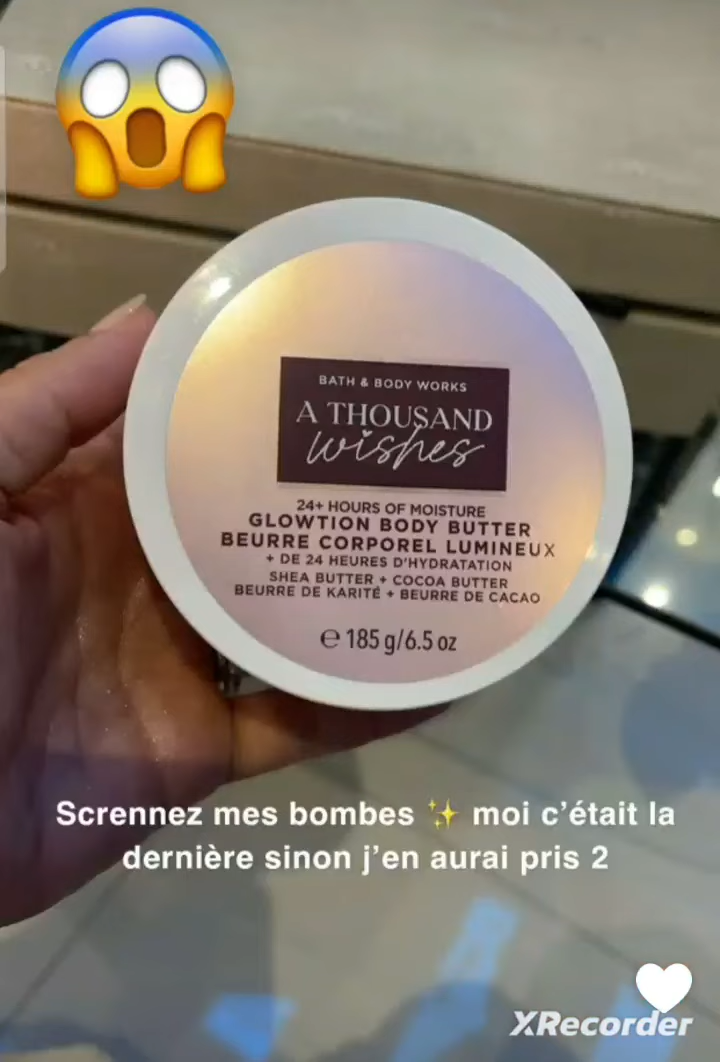 BATH & BODY WORKS
A THOUSAND
wishes
24+ HOURS OF MOISTURE
GLOWTION BODY BUTTER
BEURRE CORPOREL LUMINEUX
+ DE 24 HEURES D'HYDRATATION
SHEA BUTTER + COCOA BUTTER
BEURRE DE KARITÉ + BEURRE DE CACAO
℮ 185 g/6.5 oz
Scrennez mes bombes ✨ moi c’était la
dernière sinon j’en aurai pris 2
XRecorder